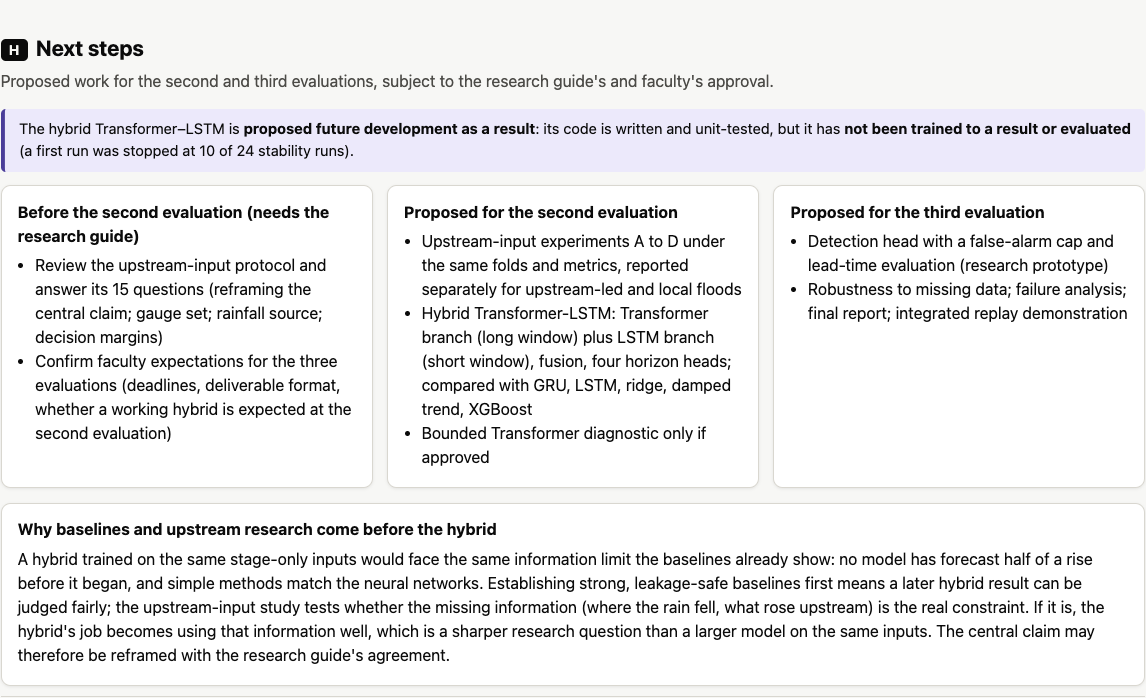 H Next steps
Proposed work for the second and third evaluations, subject to the research guide's and faculty's approval.
The hybrid Transformer–LSTM is proposed future development as a result: its code is written and unit-tested, but it has not been trained to a result or evaluated
(a first run was stopped at 10 of 24 stability runs).
Before the second evaluation (needs the
research guide)
• Review the upstream-input protocol and
answer its 15 questions (reframing the
central claim; gauge set; rainfall source;
decision margins)
• Confirm faculty expectations for the three
evaluations (deadlines, deliverable format,
whether a working hybrid is expected at the
second evaluation)
Proposed for the second evaluation
• Upstream-input experiments A to D under
the same folds and metrics, reported
separately for upstream-led and local floods
• Hybrid Transformer-LSTM: Transformer
branch (long window) plus LSTM branch
(short window), fusion, four horizon heads;
compared with GRU, LSTM, ridge, damped
trend, XGBoost
• Bounded Transformer diagnostic only if
approved
Proposed for the third evaluation
• Detection head with a false-alarm cap and
lead-time evaluation (research prototype)
• Robustness to missing data; failure analysis;
final report; integrated replay demonstration
Why baselines and upstream research come before the hybrid
A hybrid trained on the same stage-only inputs would face the same information limit the baselines already show: no model has forecast half of a rise
before it began, and simple methods match the neural networks. Establishing strong, leakage-safe baselines first means a later hybrid result can be
judged fairly; the upstream-input study tests whether the missing information (where the rain fell, what rose upstream) is the real constraint. If it is, the
hybrid's job becomes using that information well, which is a sharper research question than a larger model on the same inputs. The central claim may
therefore be reframed with the research guide's agreement.